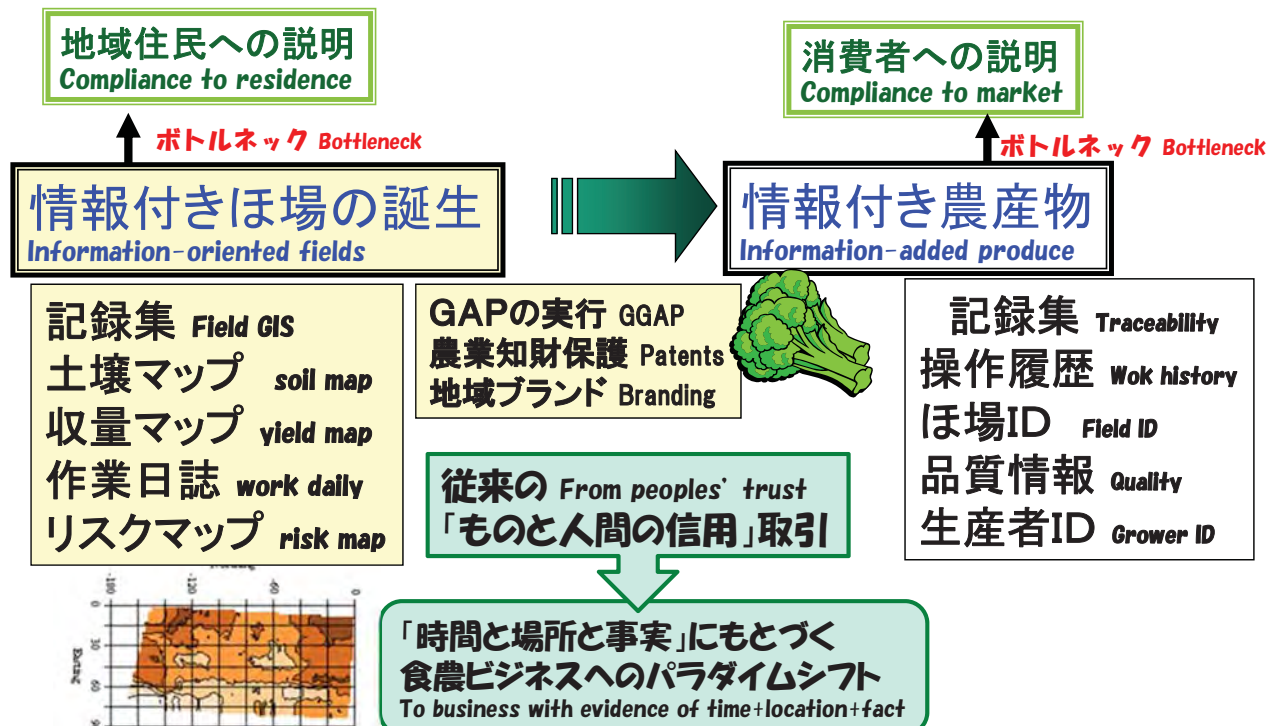 地域住民への説明
Compliance to residence
ボトルネック Bottleneck
情報付きほ場の誕生
Information-oriented fields
記録集 Field GIS
土壌マップ soil map
収量マップ yield map
作業日誌 work daily
リスクマップ risk map
GAPの実行 GGAP
農業知財保護 Patents
地域ブランド Branding
消費者への説明
Compliance to market
ボトルネック Bottleneck
情報付き農産物
Information-added produce
記録集 Traceability
操作履歴 Wok history
ほ場ID Field ID
品質情報 Quality
生産者ID Grower ID
従来の From peoples' trust
「ものと人間の信用」取引
「時間と場所と事実」にもとづく
食農ビジネスへのパラダイムシフト
To business with evidence of time+location+fact
-120
-60
0
0
30
60